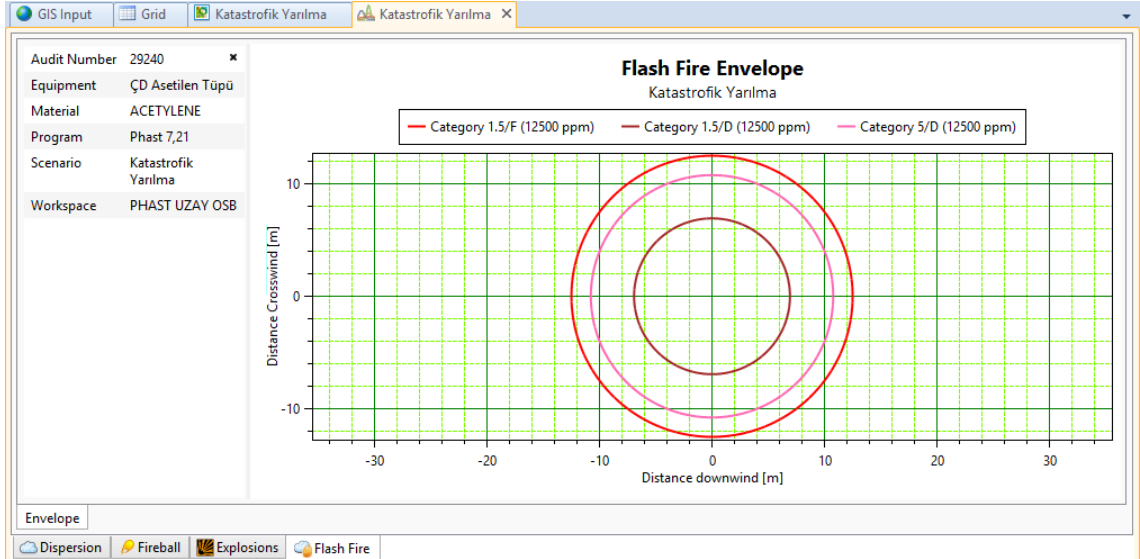 GIS Input Grid Katastrofik Yarılma Katastrofik Yarılma
Audit Number 29240
Equipment ÇD Asetilen Tüpü
Material ACETYLENE
Program Phast 7,21
Scenario Katastrofik
Yarılma
Workspace PHAST UZAY OSB
Flash Fire Envelope
Katastrofik Yarılma
Category 1.5/F (12500 ppm) Category 1.5/D (12500 ppm) Category 5/D (12500 ppm)
Distance Crosswind [m]
10
0
-10
-30 -20 -10 0 10 20 30
Distance downwind [m]
Envelope
Dispersion Fireball Explosions Flash Fire